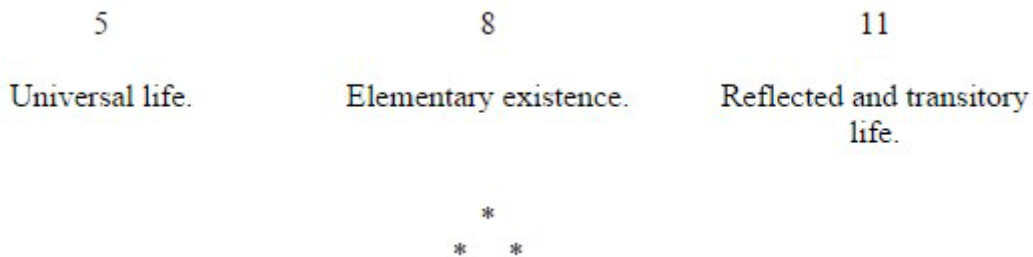 5 8 11
Universal life. Elementary existence. Reflected and transitory
life.
*
* *